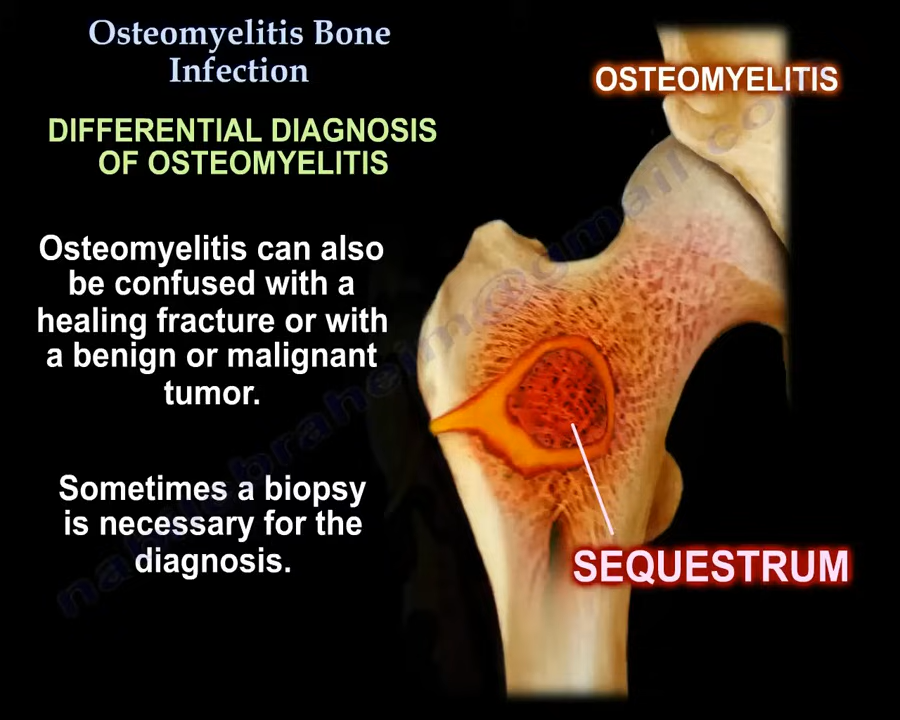 Osteomyelitis Bone
Infection
DIFFERENTIAL DIAGNOSIS
OF OSTEOMYELITIS
Osteomyelitis can also
be confused with a
healing fracture or with
a benign or malignant
tumor.
Sometimes a biopsy
is necessary for the
diagnosis.
OSTEOMYELITIS
SEQUESTRUM